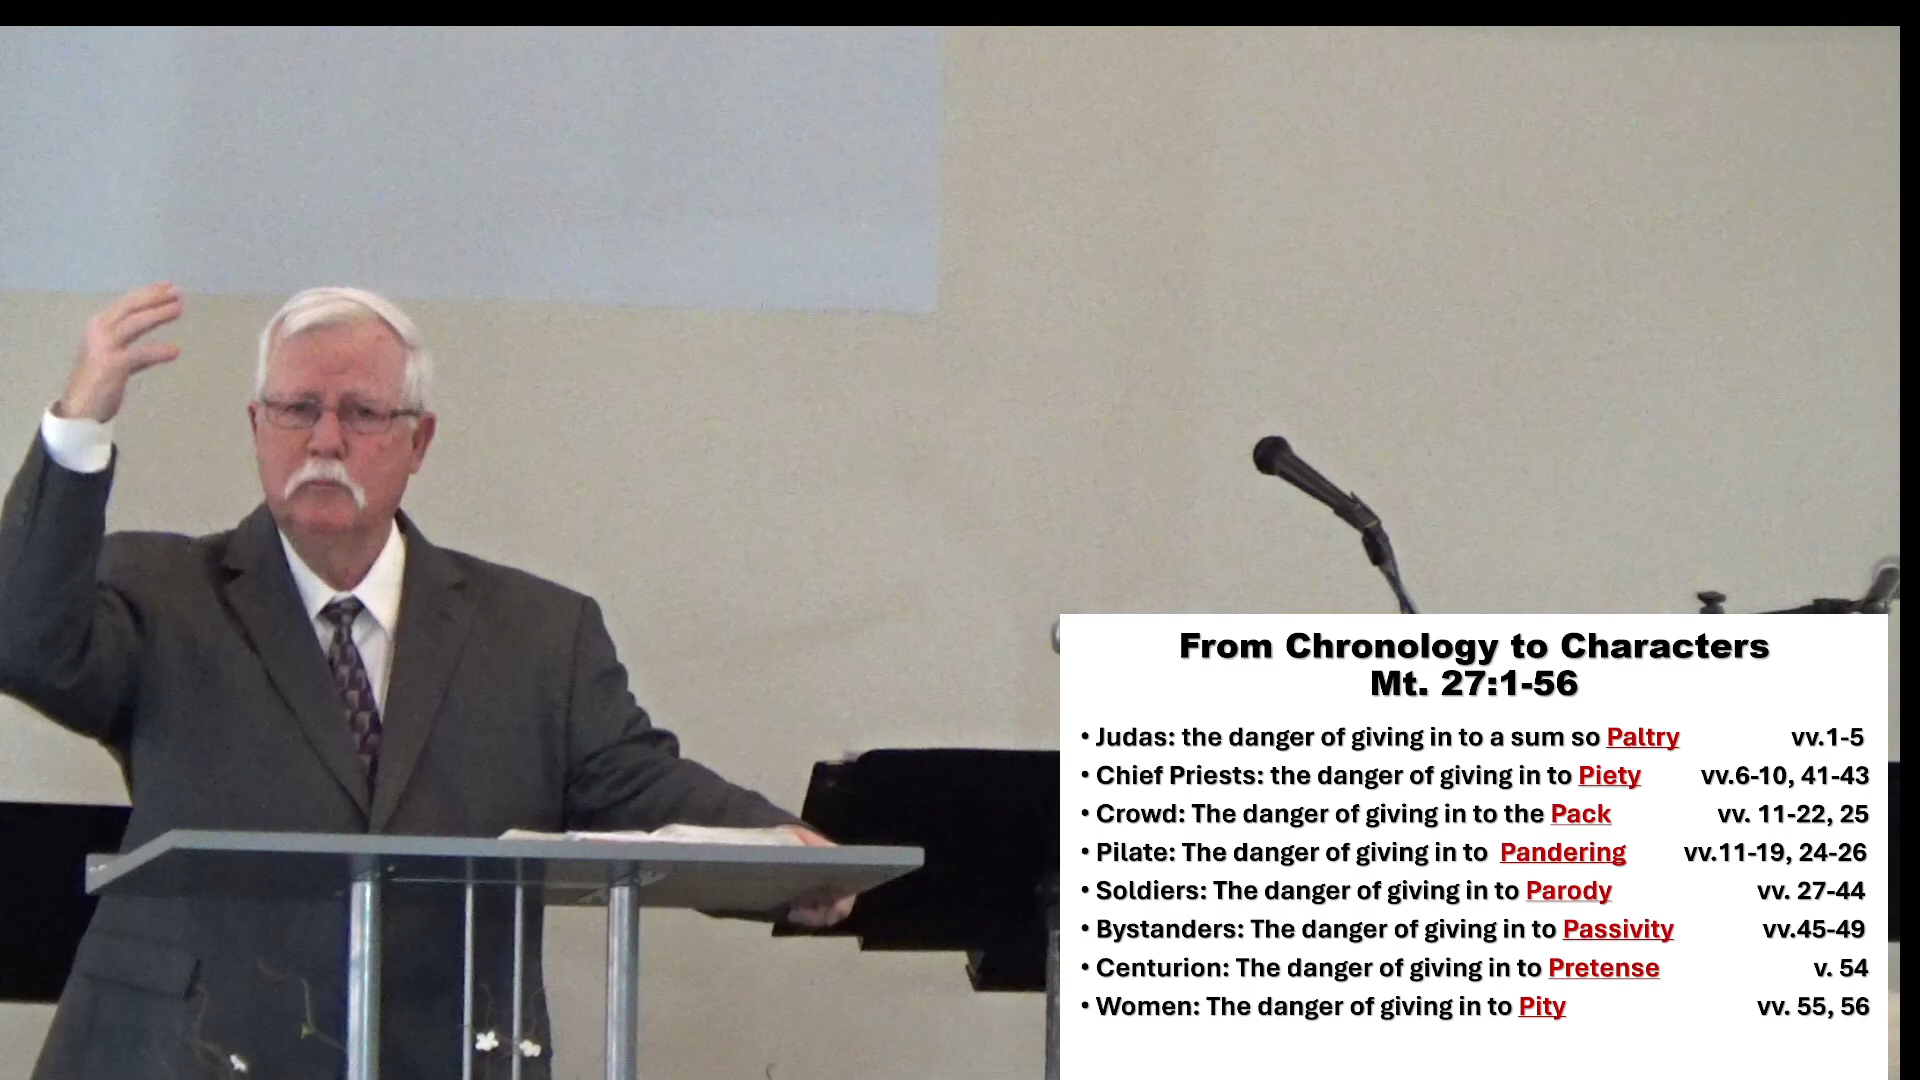 From Chronology to Characters
Mt. 27:1-56
• Judas: the danger of giving in to a sum so Paltry vv.1-5
• Chief Priests: the danger of giving in to Piety vv.6-10, 41-43
• Crowd: The danger of giving in to the Pack vv. 11-22, 25
• Pilate: The danger of giving in to Pandering vv.11-19, 24-26
• Soldiers: The danger of giving in to Parody vv. 27-44
• Bystanders: The danger of giving in to Passivity vv.45-49
• Centurion: The danger of giving in to Pretense v. 54
• Women: The danger of giving in to Pity vv. 55, 56